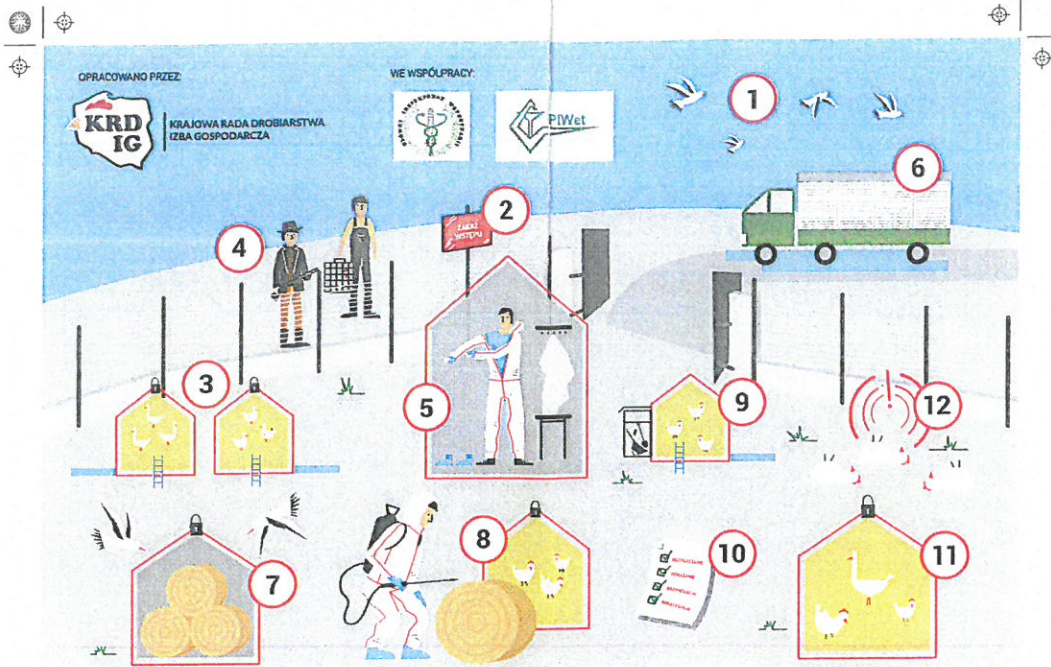 OPRACOWANO PRZEZ:
WE WSPÓŁPRACY:
KRD
IG
KRAJOWA RADA DROBIARSTWA
IZBA GOSPODARCZA
PIWet
1
2
ZAKAZ
WSTĘPU
3
4
5
6
7
8
9
10
11
12